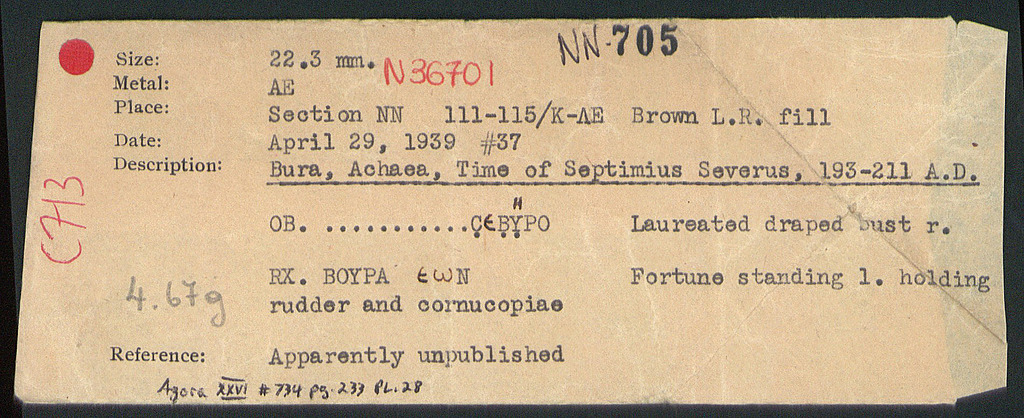 NN-705
Size: 22.3 mm. N36701
Metal: AE
Place: Section NN 111-115/K-AE Brown L.R. fill
Date: April 29, 1939 #37
Description: Bura, Achaea, Time of Septimius Severus, 193-211 A.D.
C713
H
OB. ...........ϹЄΒΥΡΟ Laureated draped bust r.
RX. ΒΟΥΡΑ ЄωΝ Fortune standing l. holding
rudder and cornucopiae
4.67g
Reference: Apparently unpublished
Agora XXVI #734 pg. 233 PL. 28